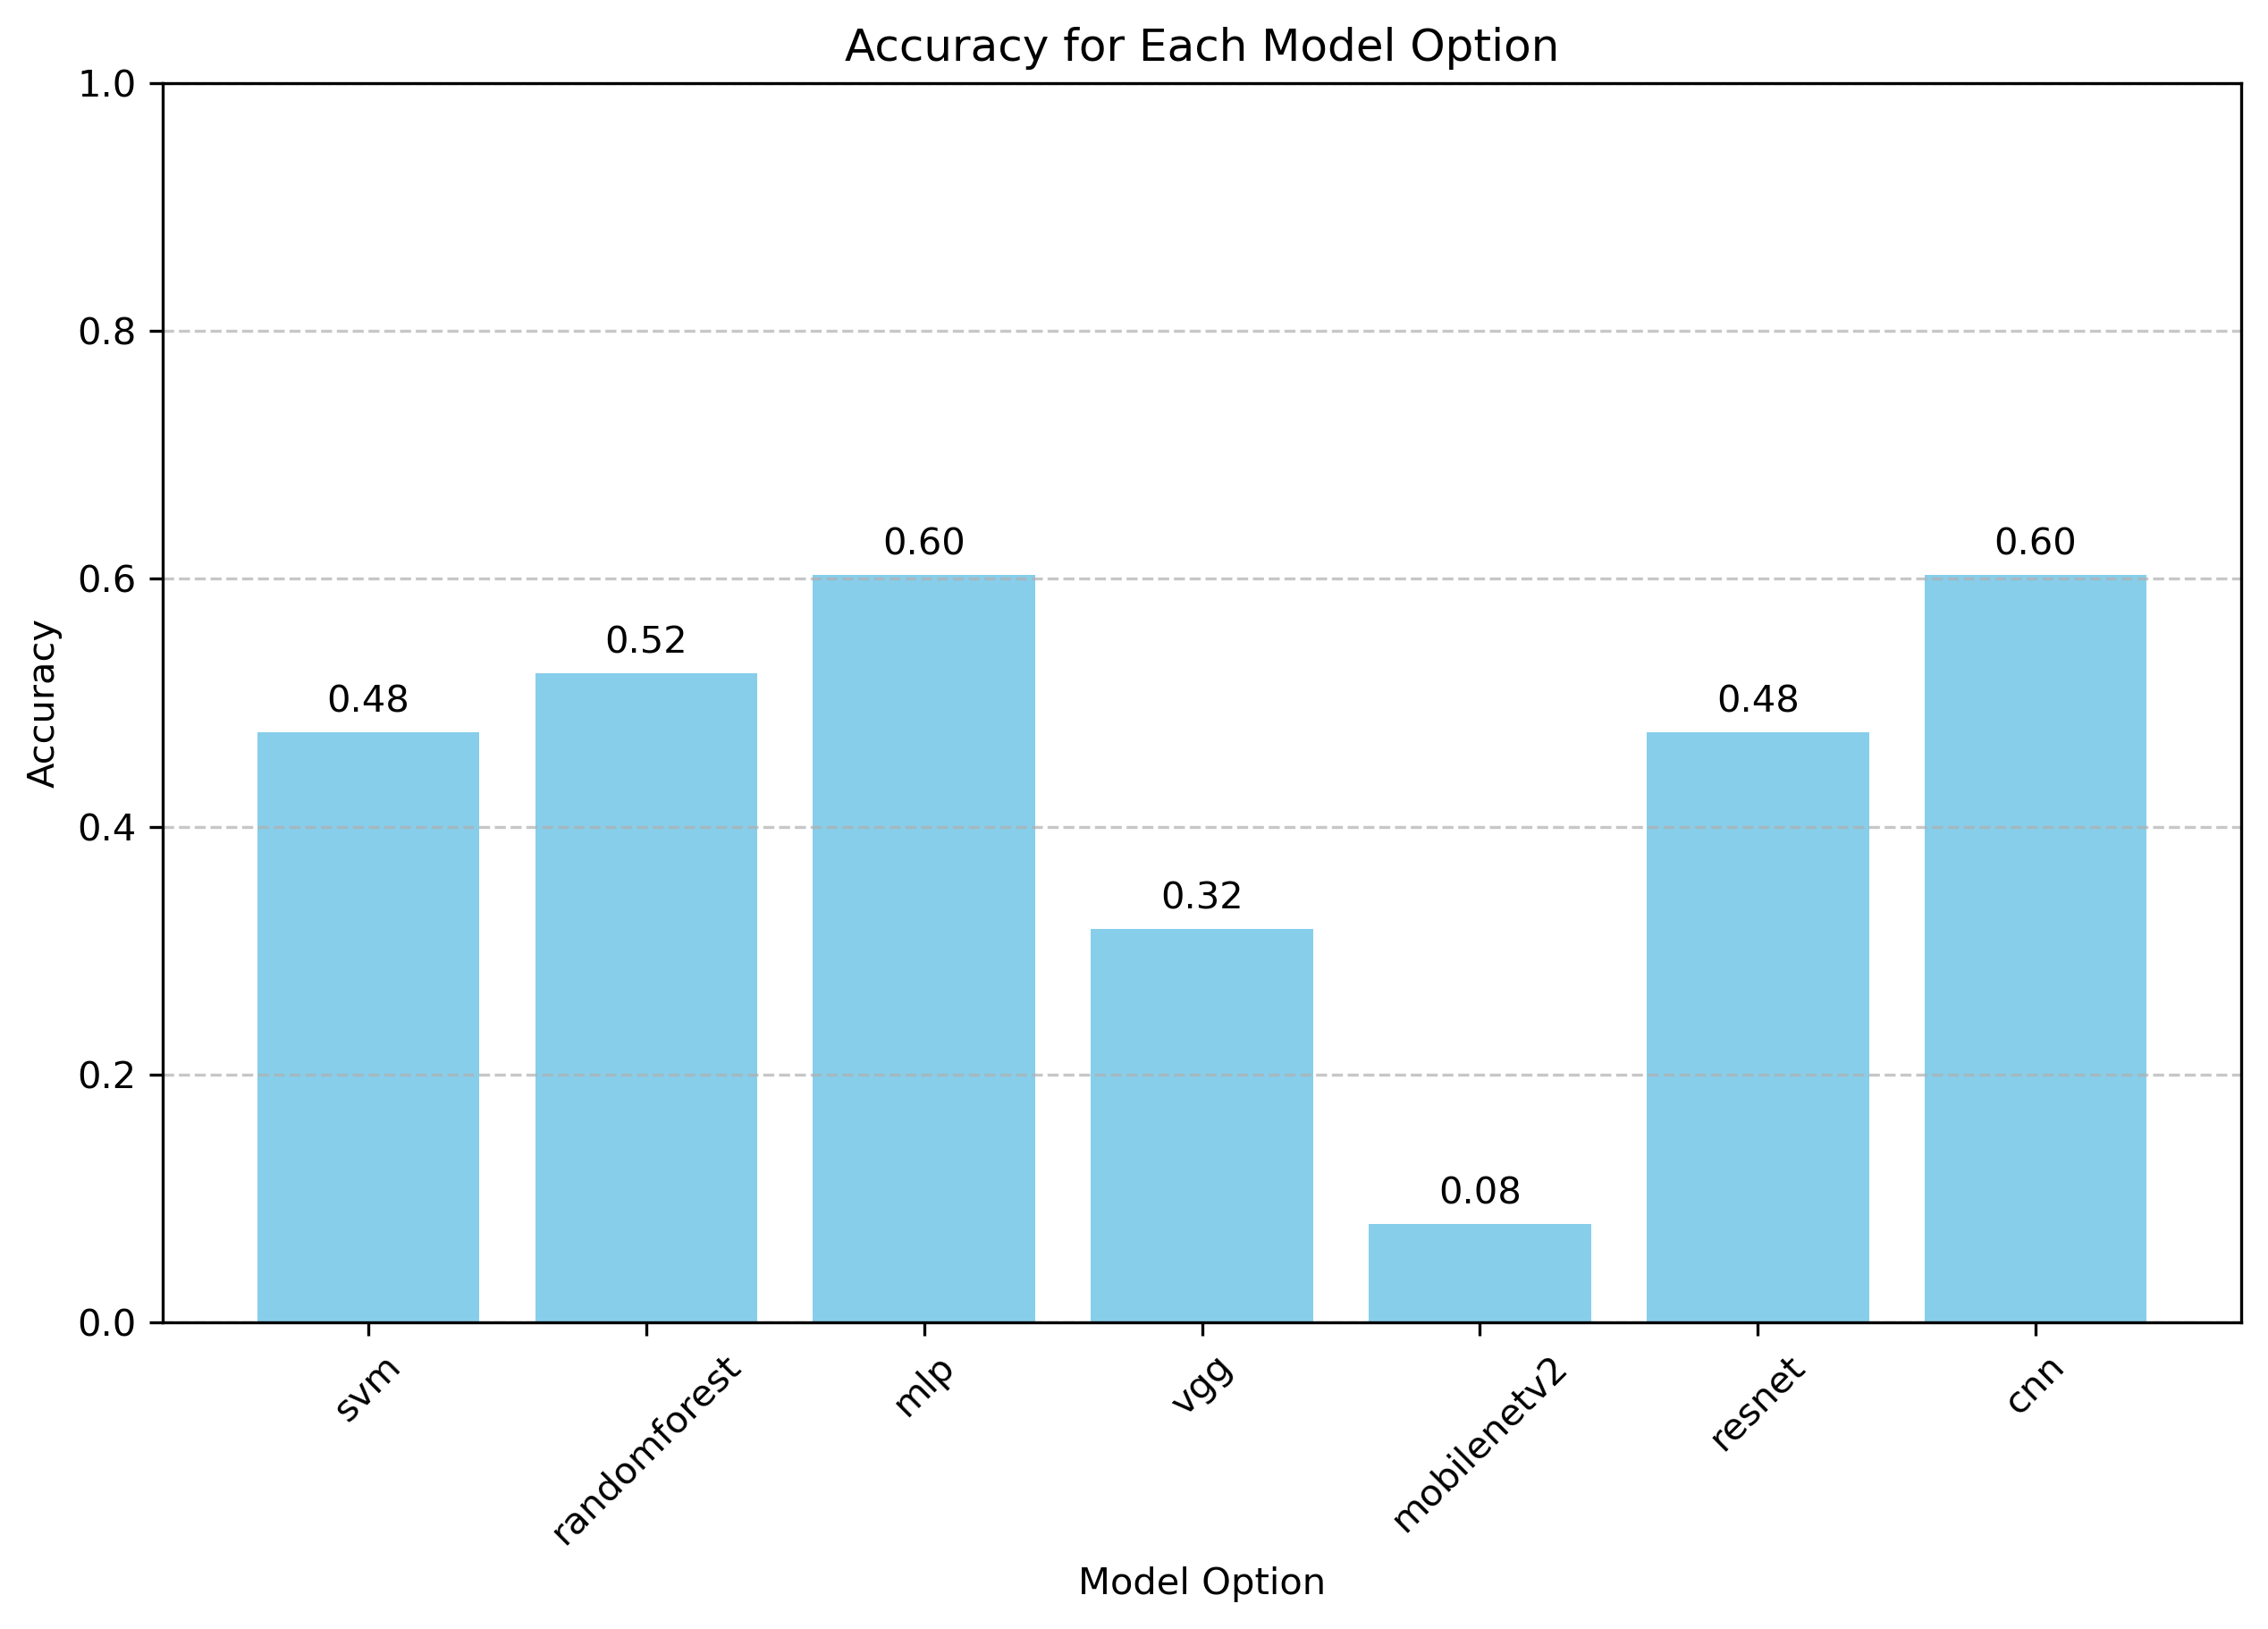 Accuracy for Each Model Option
Accuracy
1.0
0.8
0.6
0.4
0.2
0.0
0.48
0.52
0.60
0.32
0.08
0.48
0.60
svm
randomforest
mlp
vgg
mobilenetv2
resnet
cnn
Model Option